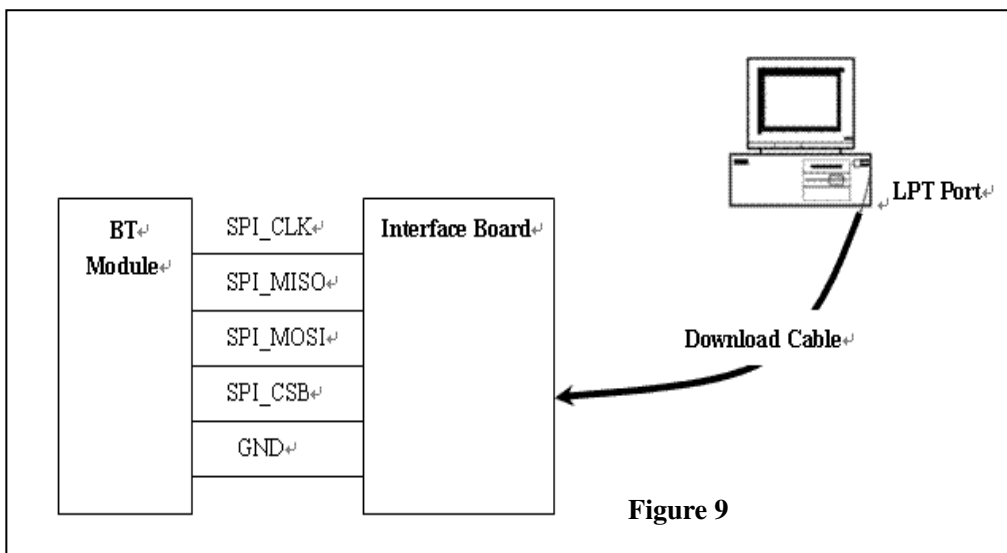 BT
Module
SPI_CLK
SPI_MISO
SPI_MOSI
SPI_CSB
GND
Interface Board
LPT Port
Download Cable
Figure 9